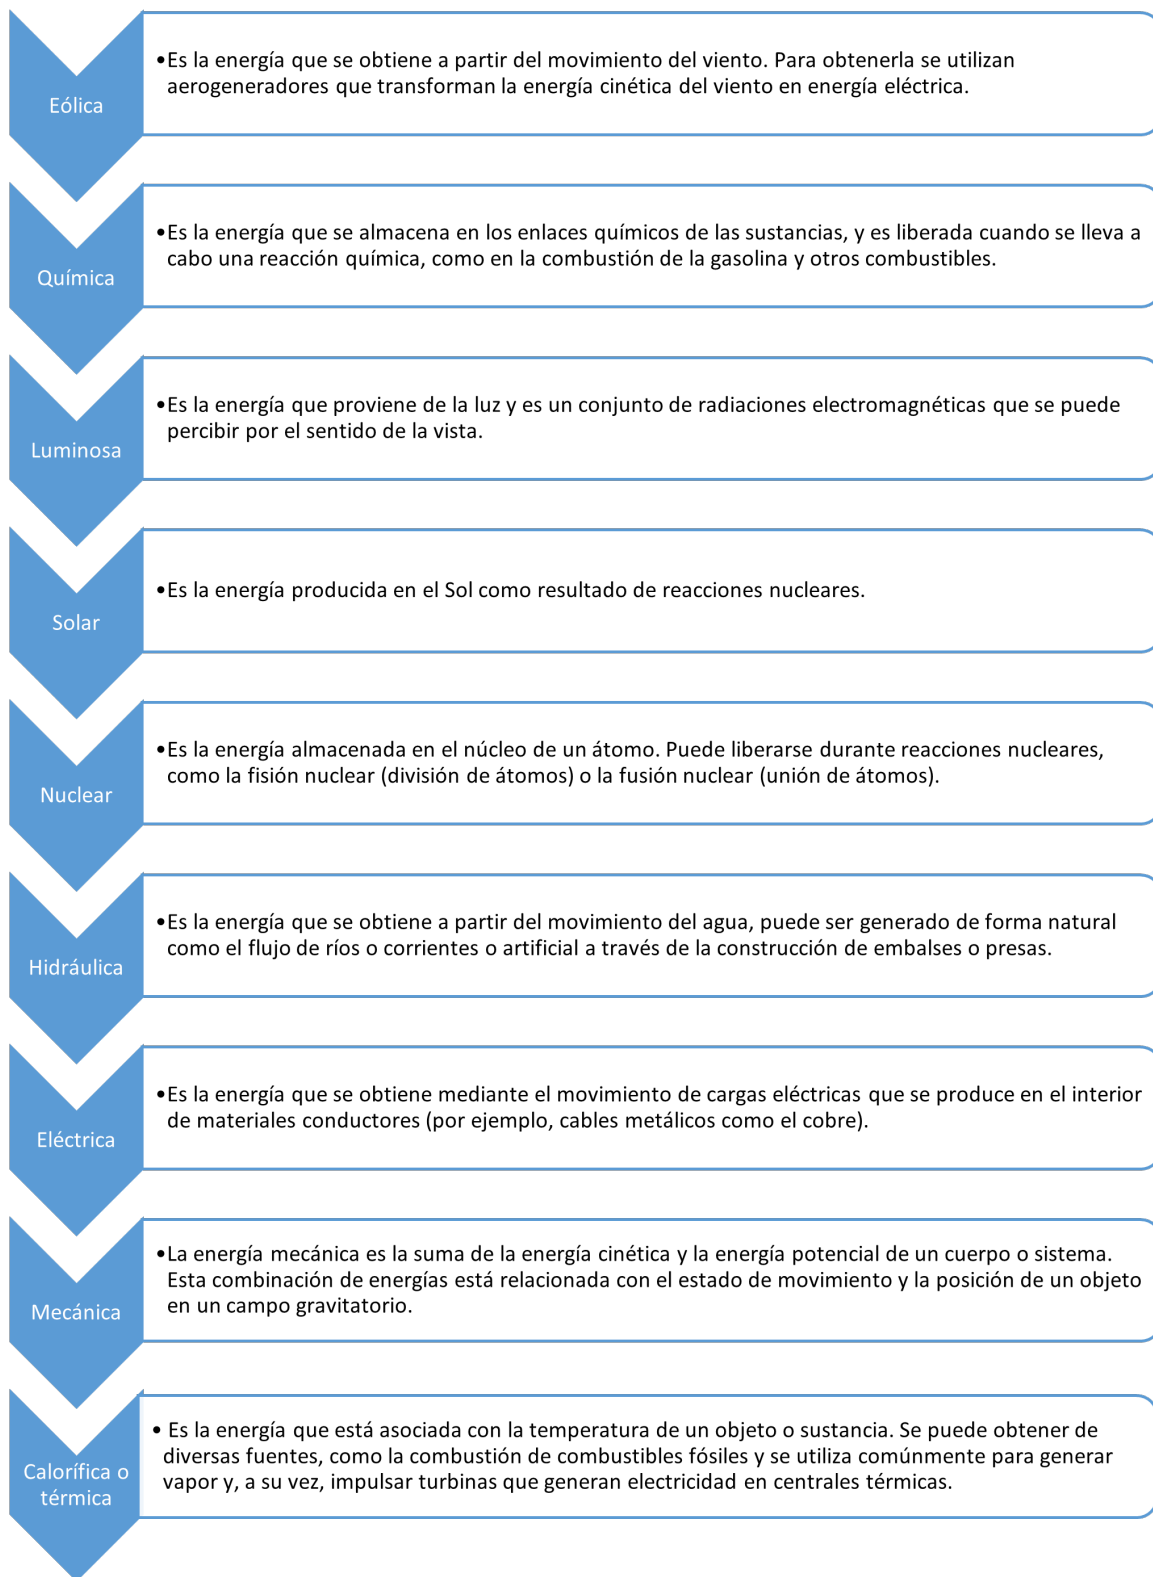 Eólica
•Es la energía que se obtiene a partir del movimiento del viento. Para obtenerla se utilizan
aerogeneradores que transforman la energía cinética del viento en energía eléctrica.
Química
•Es la energía que se almacena en los enlaces químicos de las sustancias, y es liberada cuando se lleva a
cabo una reacción química, como en la combustión de la gasolina y otros combustibles.
Luminosa
•Es la energía que proviene de la luz y es un conjunto de radiaciones electromagnéticas que se puede
percibir por el sentido de la vista.
Solar
•Es la energía producida en el Sol como resultado de reacciones nucleares.
Nuclear
•Es la energía almacenada en el núcleo de un átomo. Puede liberarse durante reacciones nucleares,
como la fisión nuclear (división de átomos) o la fusión nuclear (unión de átomos).
Hidráulica
•Es la energía que se obtiene a partir del movimiento del agua, puede ser generado de forma natural
como el flujo de ríos o corrientes o artificial a través de la construcción de embalses o presas.
Eléctrica
•Es la energía que se obtiene mediante el movimiento de cargas eléctricas que se produce en el interior
de materiales conductores (por ejemplo, cables metálicos como el cobre).
Mecánica
•La energía mecánica es la suma de la energía cinética y la energía potencial de un cuerpo o sistema.
Esta combinación de energías está relacionada con el estado de movimiento y la posición de un objeto
en un campo gravitatorio.
Calorífica o
térmica
• Es la energía que está asociada con la temperatura de un objeto o sustancia. Se puede obtener de
diversas fuentes, como la combustión de combustibles fósiles y se utiliza comúnmente para generar
vapor y, a su vez, impulsar turbinas que generan electricidad en centrales térmicas.